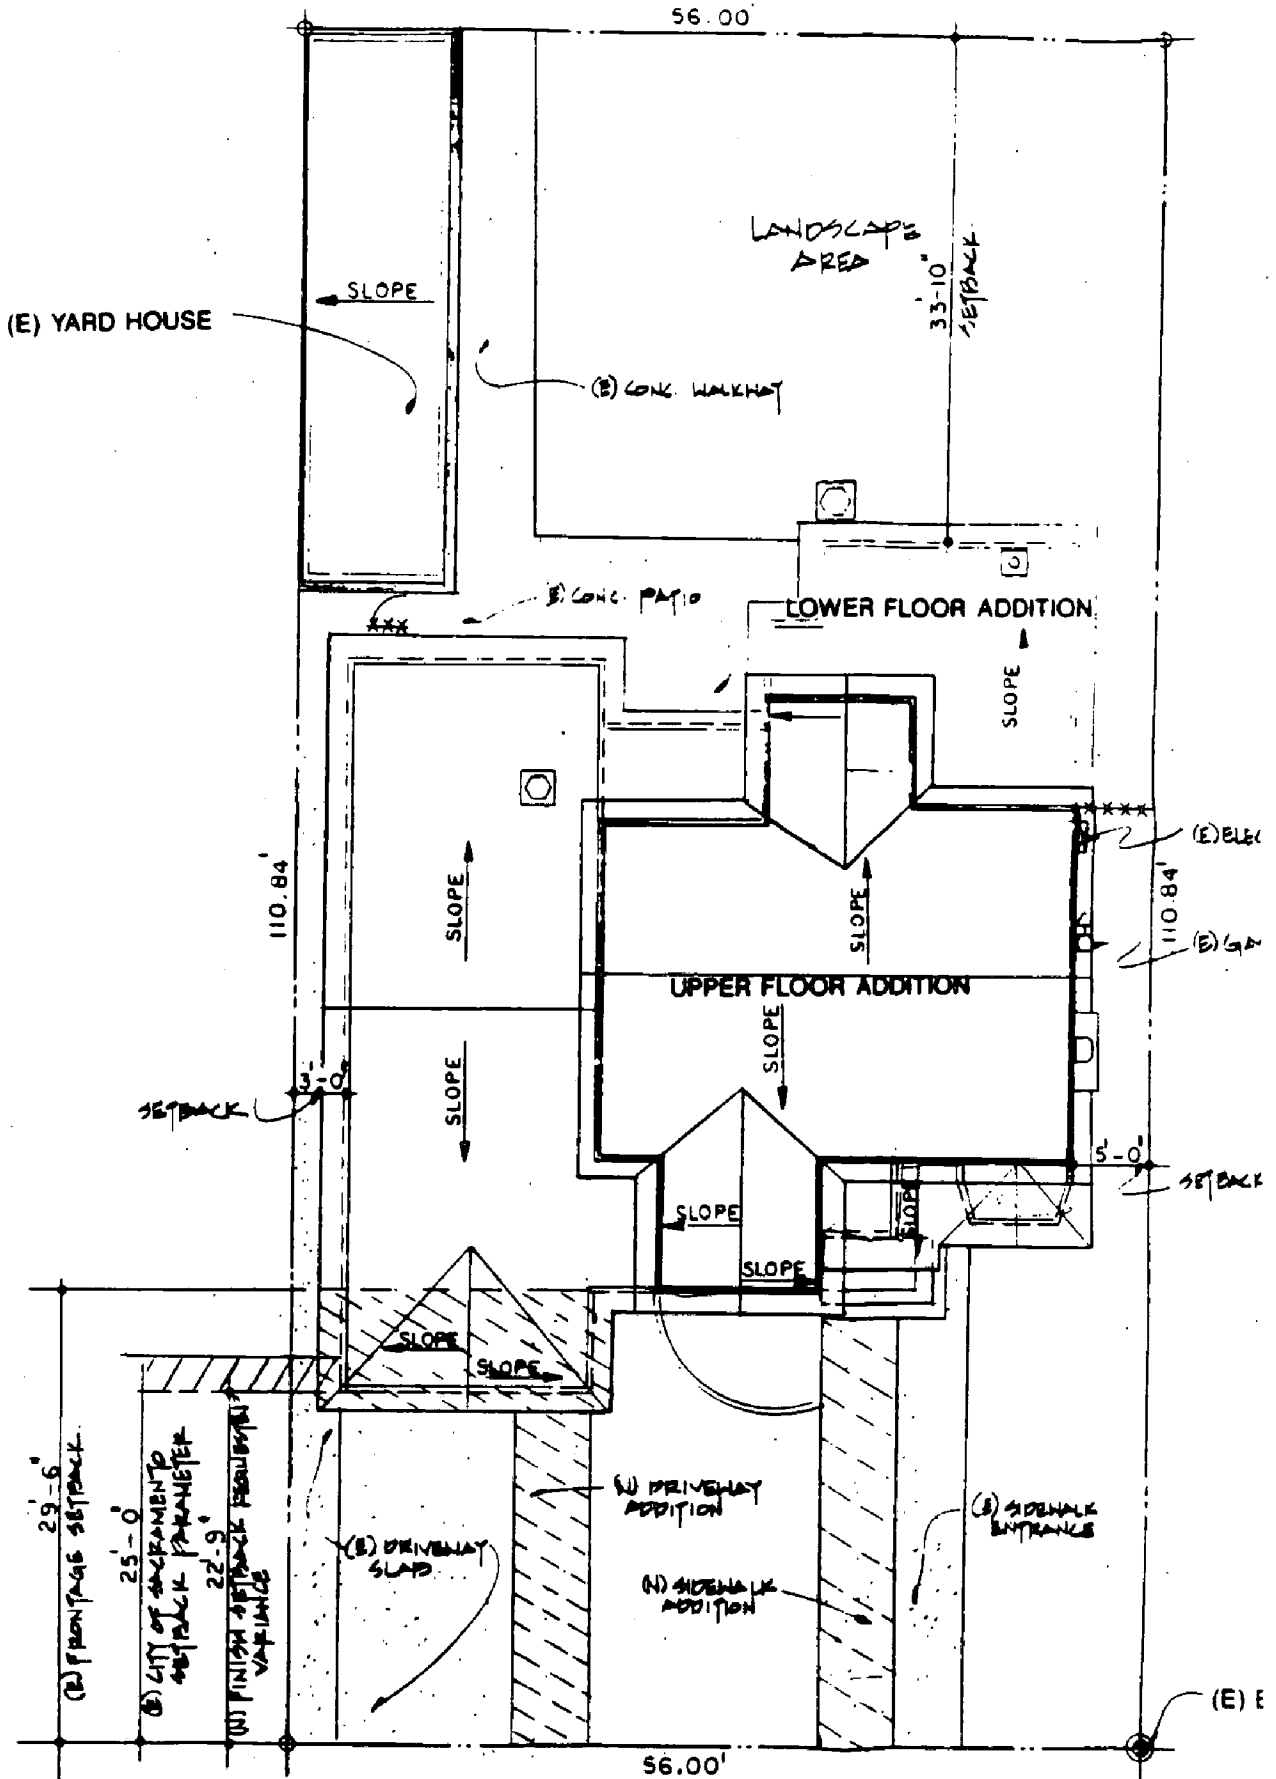 56.00'
LANDSCAPE
AREA
33'-10"
SETBACK
SLOPE
(E) YARD HOUSE
(E) CONC. WALKWAY
(E) CONC. PATIO
LOWER FLOOR ADDITION
SLOPE
(E) ELEC
110.84'
SLOPE
SLOPE
110.84'
(E) GA
UPPER FLOOR ADDITION
SLOPE
SLOPE
3'-0"
SETBACK
5'-0"
SETBACK
SLOPE
SLOPE
SLOPE
SLOPE
SLOPE
29'-6"
(E) FRONTAGE SETBACK
25'-0"
(E) CITY OF SACRAMENTO
SETBACK PARAMETER
22'-9"
(N) FINISH SETBACK REQUESTED
VARIANCE
(N) DRIVEWAY
ADDITION
(E) SIDEWALK
ENTRANCE
(E) DRIVEWAY
SLAB
(N) SIDEWALK
ADDITION
(E) E
56.00'